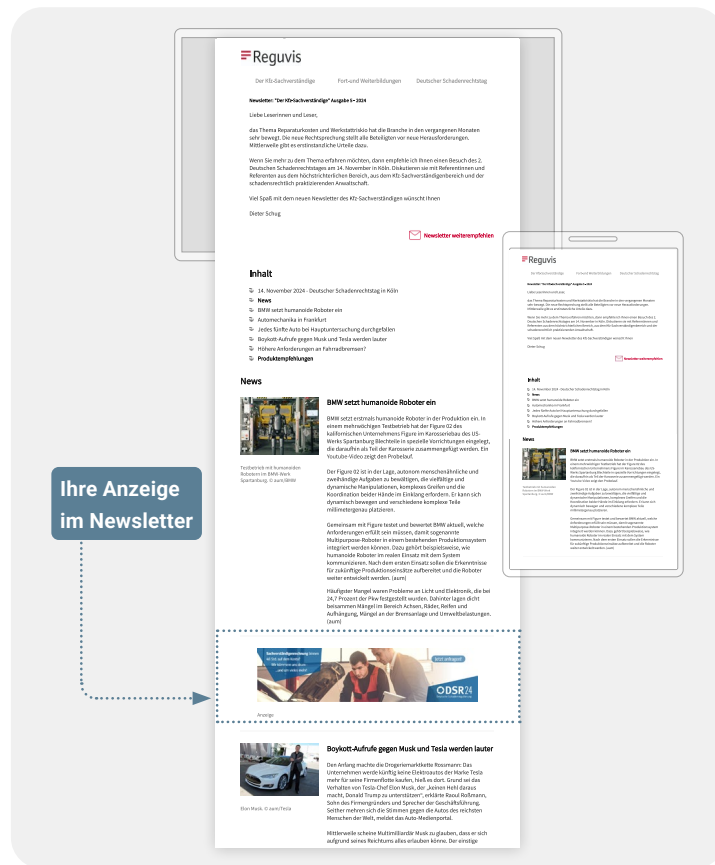 Reguvis
Der Kfz-Sachverständige Fort-und Weiterbildungen Deutscher Schadenrechtstag
Newsletter: "Der Kfz-Sachverständige" Ausgabe 5 • 2024
Liebe Leserinnen und Leser,
das Thema Reparaturkosten und Werkstattriskio hat die Branche in den vergangenen Monaten
sehr bewegt. Die neue Rechtsprechung stellt alle Beteiligten vor neue Herausforderungen.
Mittlerweile gibt es erstinstanzliche Urteile dazu.
Wenn Sie mehr zu dem Thema erfahren möchten, dann empfehle ich Ihnen einen Besuch des 2.
Deutschen Schadenrechtstages am 14. November in Köln. Diskutieren sie mit Referentinnen und
Referenten aus dem höchstrichterlichen Bereich, aus dem Kfz-Sachverständigenbereich und der
schadensrechtlich praktizierenden Anwaltschaft.
Viel Spaß mit dem neuen Newsletter des Kfz-Sachverständigen wünscht Ihnen
Dieter Schug
Newsletter weiterempfehlen
Inhalt
14. November 2024 - Deutscher Schadenrechtstag in Köln
News
BMW setzt humanoide Roboter ein
Automechanika in Frankfurt
Jedes fünfte Auto bei Hauptuntersuchung durchgefallen
Boykott-Aufrufe gegen Musk und Tesla werden lauter
Höhere Anforderungen an Fahrradbremsen?
Produktempfehlungen
News
BMW setzt humanoide Roboter ein
BMW setzt erstmals humanoide Roboter in der Produktion ein. In
einem mehrwöchigen Testbetrieb hat der Figure 02 des
kalifornischen Unternehmens Figure im Karosseriebau des US-
Werks Spartanburg Blechteile in spezielle Vorrichtungen eingelegt,
die daraufhin als Teil der Karosserie zusammengefügt werden. Ein
Youtube-Video zeigt den Probelauf.
Testbetrieb mit humanoiden
Robotern im BMW-Werk
Spartanburg. © aum/BMW
Der Figure 02 ist in der Lage, autonom menschenähnliche und
zweihändige Aufgaben zu bewältigen, die vielfältige und
dynamische Manipulationen, komplexes Greifen und die
Koordination beider Hände im Einklang erfordern. Er kann sich
dynamisch bewegen und verschiedene komplexe Teile
millimetergenau platzieren.
Gemeinsam mit Figure testet und bewertet BMW aktuell, welche
Anforderungen erfüllt sein müssen, damit sogenannte
Multipurpose-Roboter in einem bestehenden Produktionssystem
integriert werden können. Dazu gehört beispielsweise, wie
humanoide Roboter im realen Einsatz mit dem System
kommunizieren. Nach dem ersten Einsatz sollen die Erkenntnisse
für zukünftige Produktionseinsätze aufbereitet und die Roboter
weiter entwickelt werden. (aum)
Häufigster Mangel waren Probleme an Licht und Elektronik, die bei
24,7 Prozent der Pkw festgestellt wurden. Dahinter lagen dicht
beisammen Mängel im Bereich Achsen, Räder, Reifen und
Aufhängung, Mängel an der Bremsanlage und Umweltbelastungen.
(aum)
Jetzt anfragen!
ODSR24
Anzeige
Boykott-Aufrufe gegen Musk und Tesla werden lauter
Den Anfang machte die Drogeriemarktkette Rossmann: Das
Unternehmen werde künftig keine Elektroautos der Marke Tesla
mehr für seine Firmenflotte kaufen, hieß es dort. Grund sei das
Verhalten von Tesla-Chef Elon Musk, der „keinen Hehl daraus
macht, Donald Trump zu unterstützen", erklärte Raoul Roßmann,
Sohn des Firmengründers und Sprecher der Geschäftsführung.
Seither mehren sich die Stimmen gegen die Autos des reichsten
Menschen der Welt, meldet das Auto-Medienportal.
Elon Musk. © aum/Tesla
Mittlerweile scheine Multimilliardär Musk zu glauben, dass er sich
aufgrund seines Reichtums alles erlauben könne. Der einstige
Ihre Anzeige
im Newsletter
Reguvis
Newsletter weiterempfehlen
Inhalt
News
BMW setzt humanoide Roboter ein